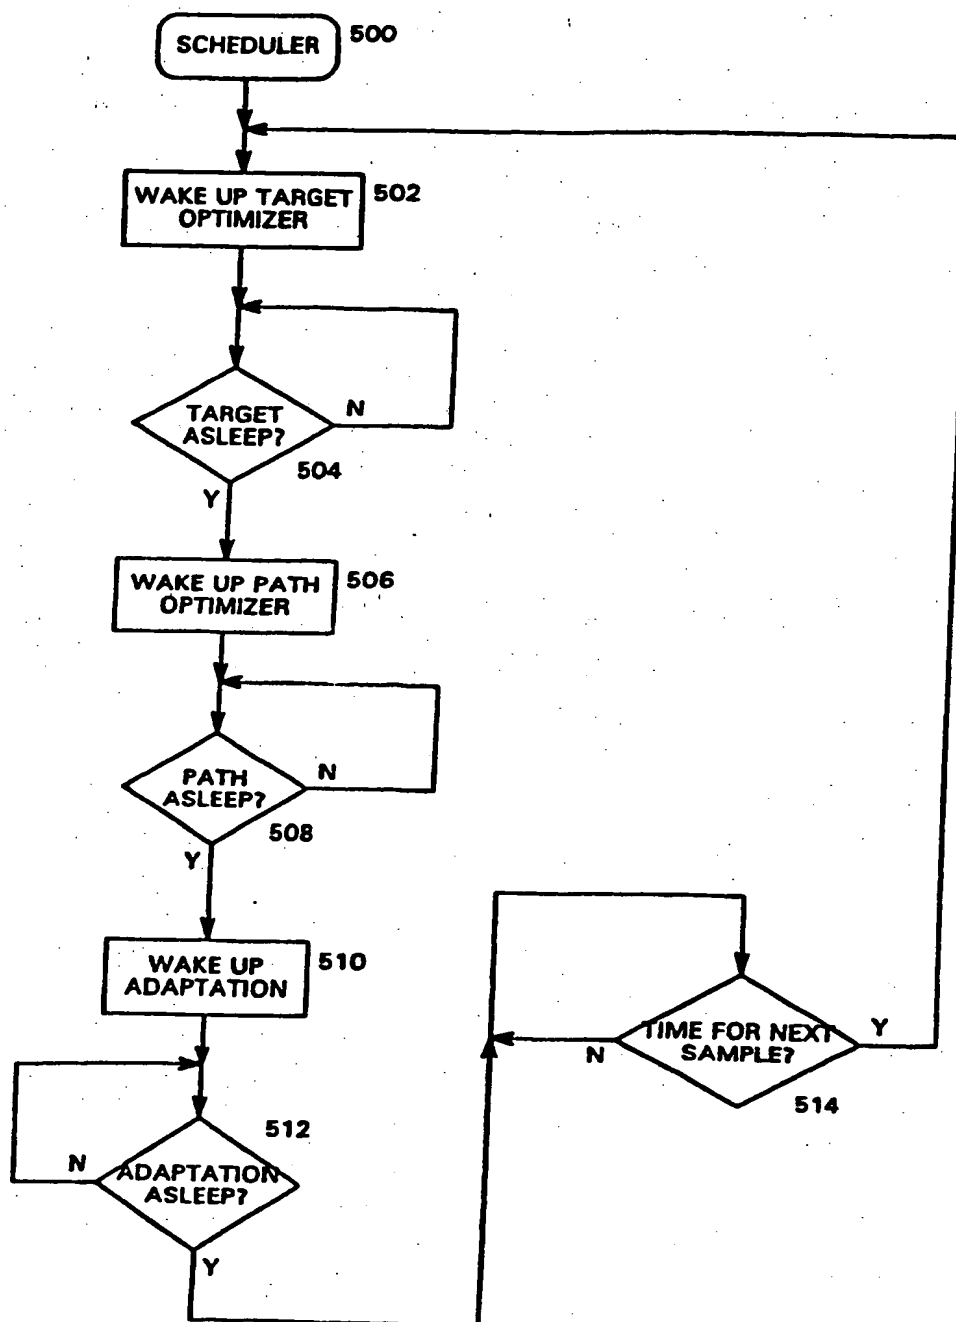 SCHEDULER
500
WAKE UP TARGET
OPTIMIZER
502
TARGET
ASLEEP?
N
504
Y
WAKE UP PATH
OPTIMIZER
506
PATH
ASLEEP?
N
508
Y
WAKE UP
ADAPTATION
510
TIME FOR NEXT
SAMPLE?
Y
N
514
512
ADAPTATION
ASLEEP?
N
Y